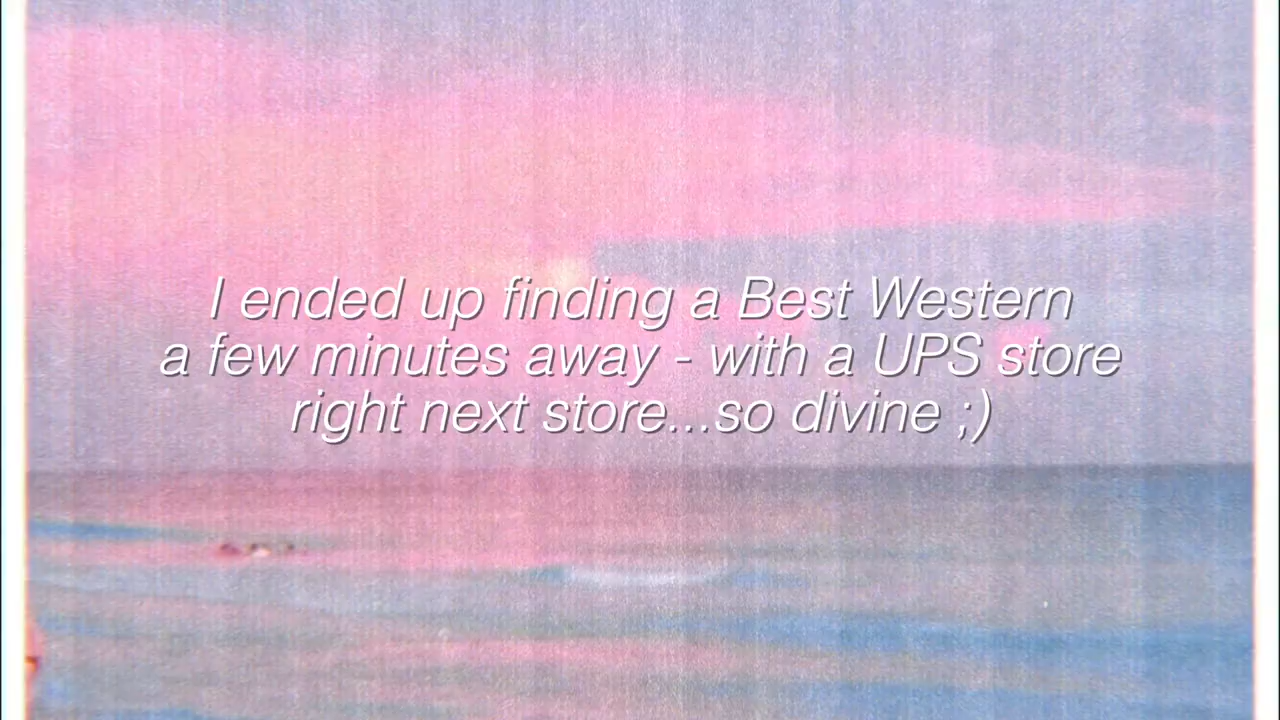 I ended up finding a Best Western
a few minutes away - with a UPS store
right next store...so divine ;)